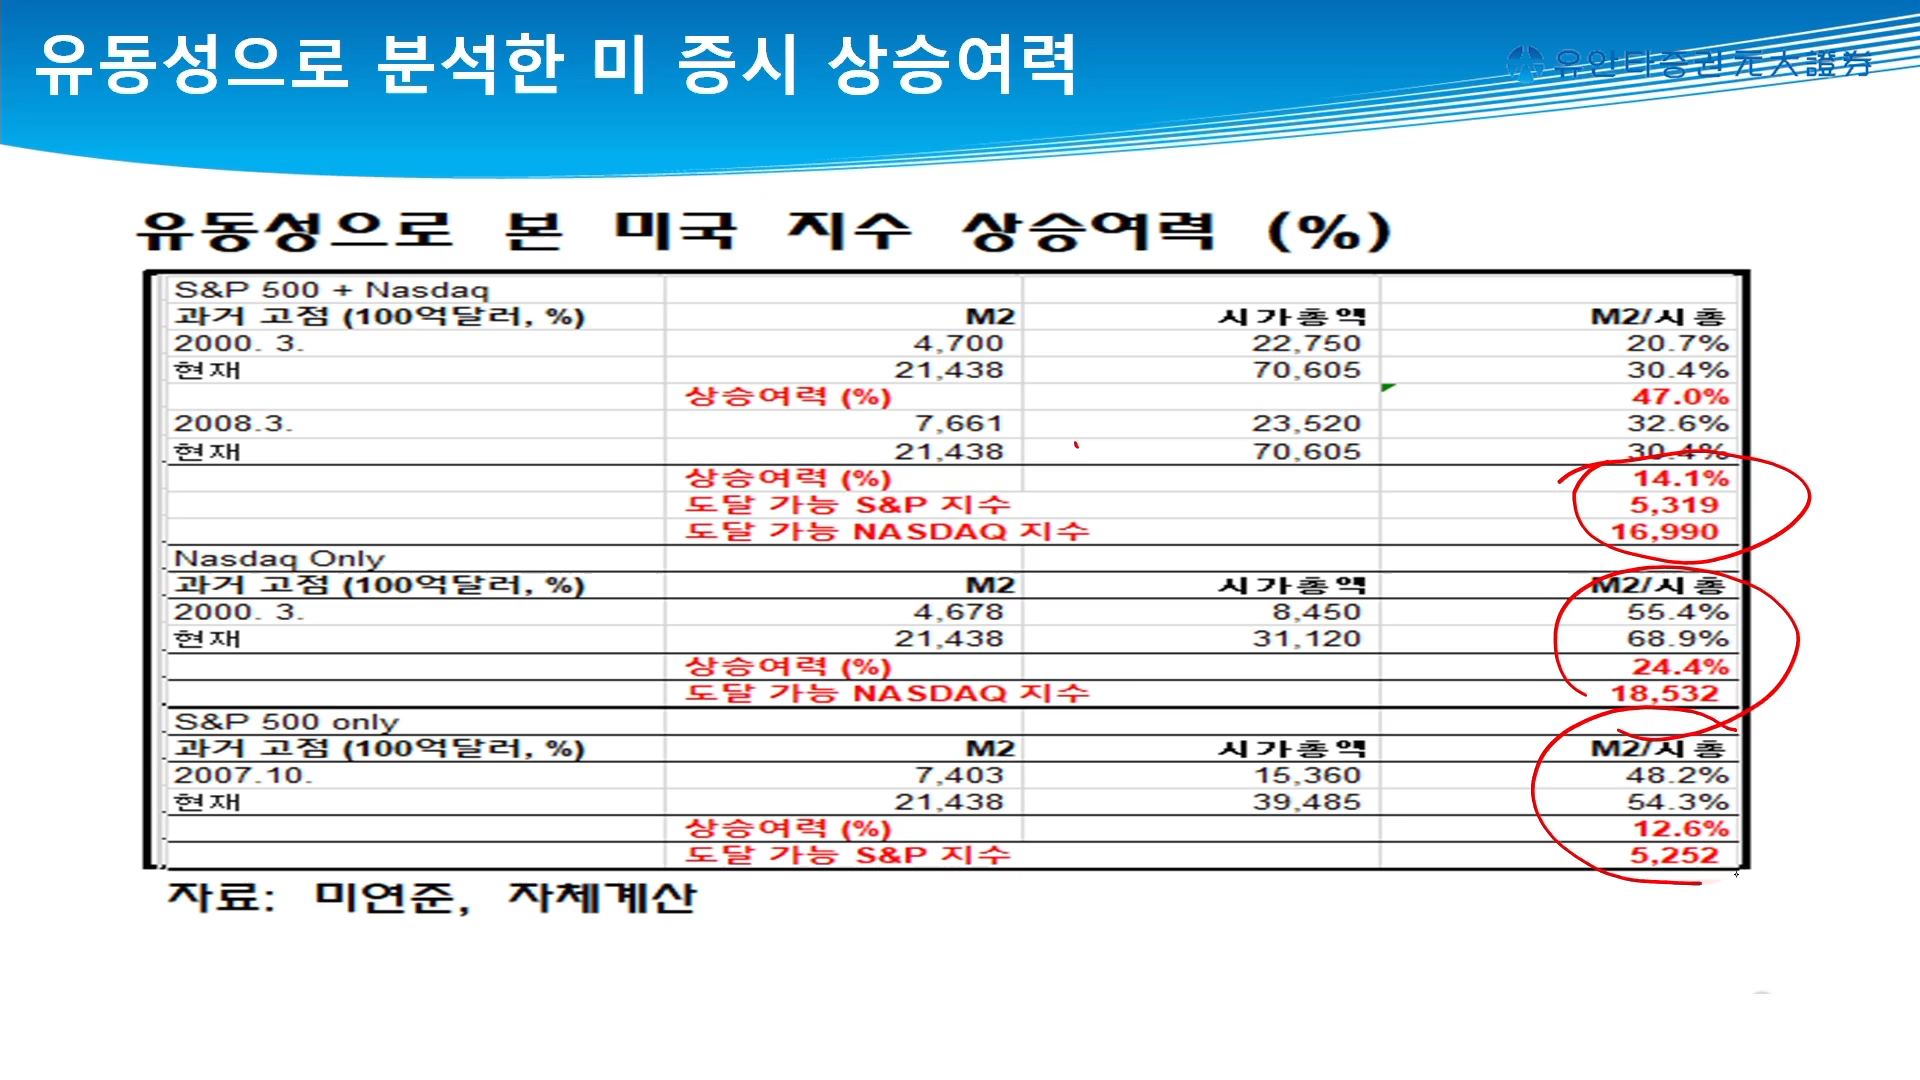 유동성으로 분석한 미 증시 상승여력
유안타증권 元大證券
유동성으로 본 미국 지수 상승여력 (%)
S&P 500 + Nasdaq
과거 고점 (100억달러, %) M2 시가총액 M2/시총
2000. 3. 4,700 22,750 20.7%
현재 21,438 70,605 30.4%
상승여력 (%) 47.0%
2008.3. 7,661 23,520 32.6%
현재 21,438 70,605 30.4%
상승여력 (%) 14.1%
도달 가능 S&P 지수 5,319
도달 가능 NASDAQ 지수 16,990
Nasdaq Only
과거 고점 (100억달러, %) M2 시가총액 M2/시총
2000. 3. 4,678 8,450 55.4%
현재 21,438 31,120 68.9%
상승여력 (%) 24.4%
도달 가능 NASDAQ 지수 18,532
S&P 500 only
과거 고점 (100억달러, %) M2 시가총액 M2/시총
2007.10. 7,403 15,360 48.2%
현재 21,438 39,485 54.3%
상승여력 (%) 12.6%
도달 가능 S&P 지수 5,252
자료: 미연준, 자체계산